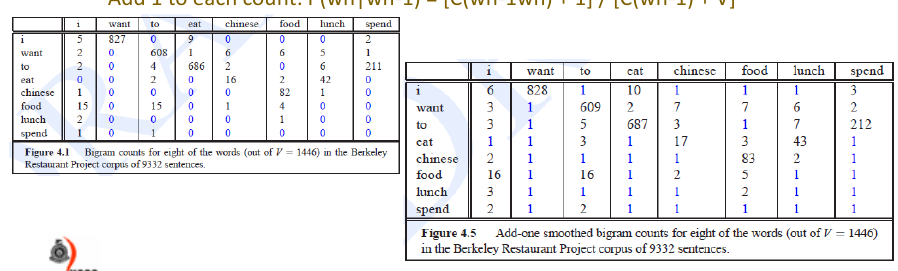 Add 1 to each count: P(wn|wn-1) = [C(wn-1wn) + 1] / [C(wn-1) + V]
i want to eat chinese food lunch spend
i 5 827 0 9 0 0 0 2
want 2 0 608 1 6 6 5 1
to 2 0 4 686 2 0 6 211
eat 0 0 2 0 16 2 42 0
chinese 1 0 0 0 0 82 1 0
food 15 0 15 0 1 4 0 0
lunch 2 0 0 0 0 1 0 0
spend 1 0 1 0 0 0 0 0
Figure 4.1 Bigram counts for eight of the words (out of V = 1446) in the Berkeley
Restaurant Project corpus of 9332 sentences.
i want to eat chinese food lunch spend
i 6 828 1 10 1 1 1 3
want 3 1 609 2 7 7 6 2
to 3 1 5 687 3 1 7 212
eat 1 1 3 1 17 3 43 1
chinese 2 1 1 1 1 83 2 1
food 16 1 16 1 2 5 1 1
lunch 3 1 1 1 1 2 1 1
spend 2 1 2 1 1 1 1 1
Figure 4.5 Add-one smoothed bigram counts for eight of the words (out of V = 1446)
in the Berkeley Restaurant Project corpus of 9332 sentences.